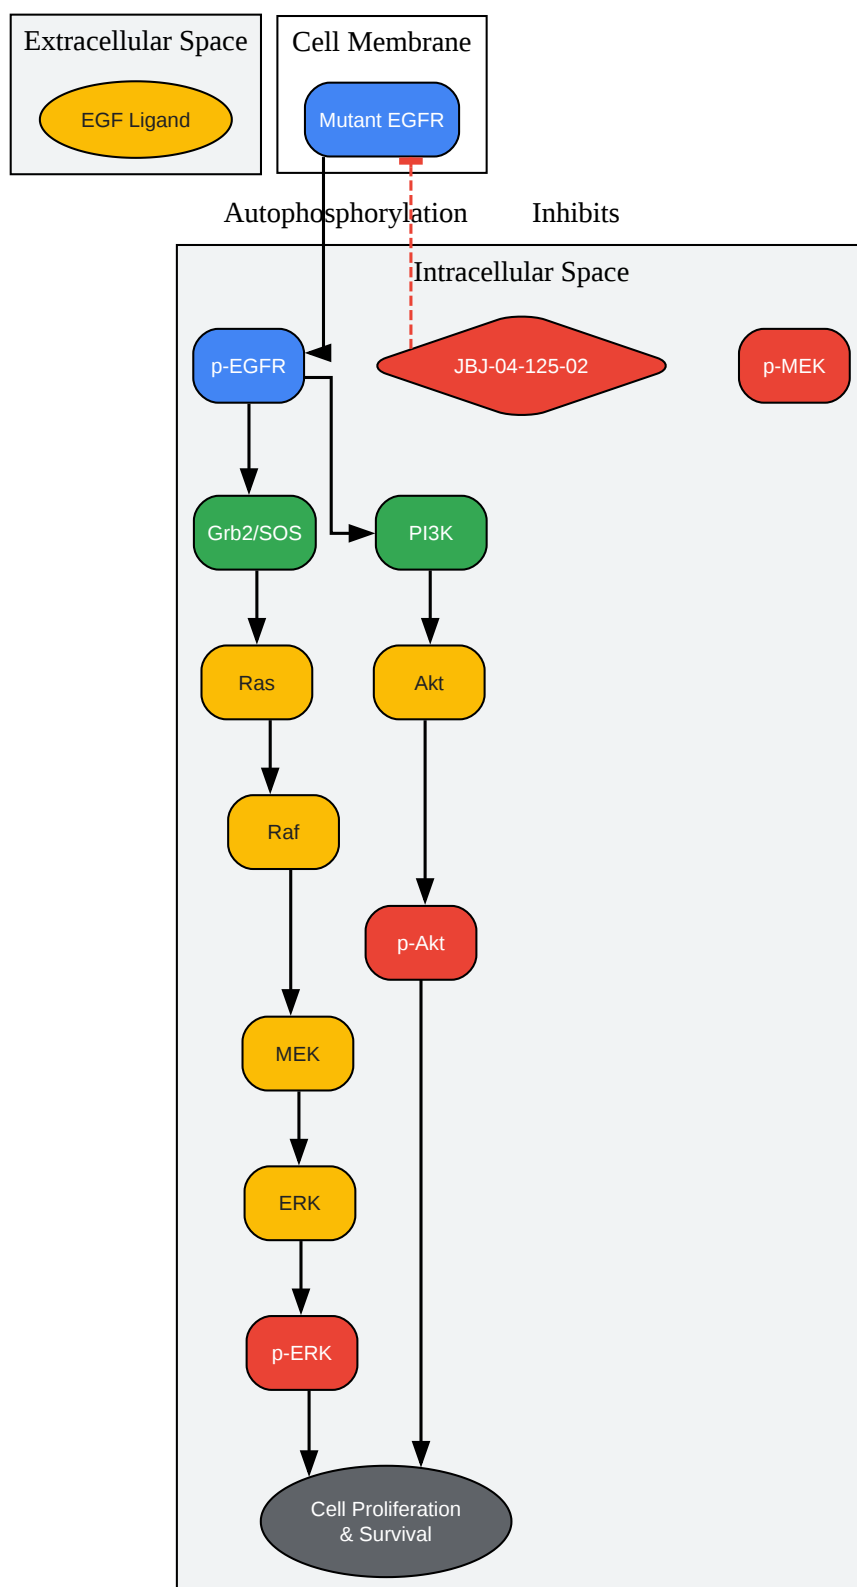 Extracellular Space
Cell Membrane
EGF Ligand
Mutant EGFR
Autophosphorylation
Inhibits
Intracellular Space
p-EGFR
JBJ-04-125-02
p-MEK
Grb2/SOS
PI3K
Ras
Akt
Raf
p-Akt
MEK
ERK
p-ERK
Cell Proliferation
& Survival